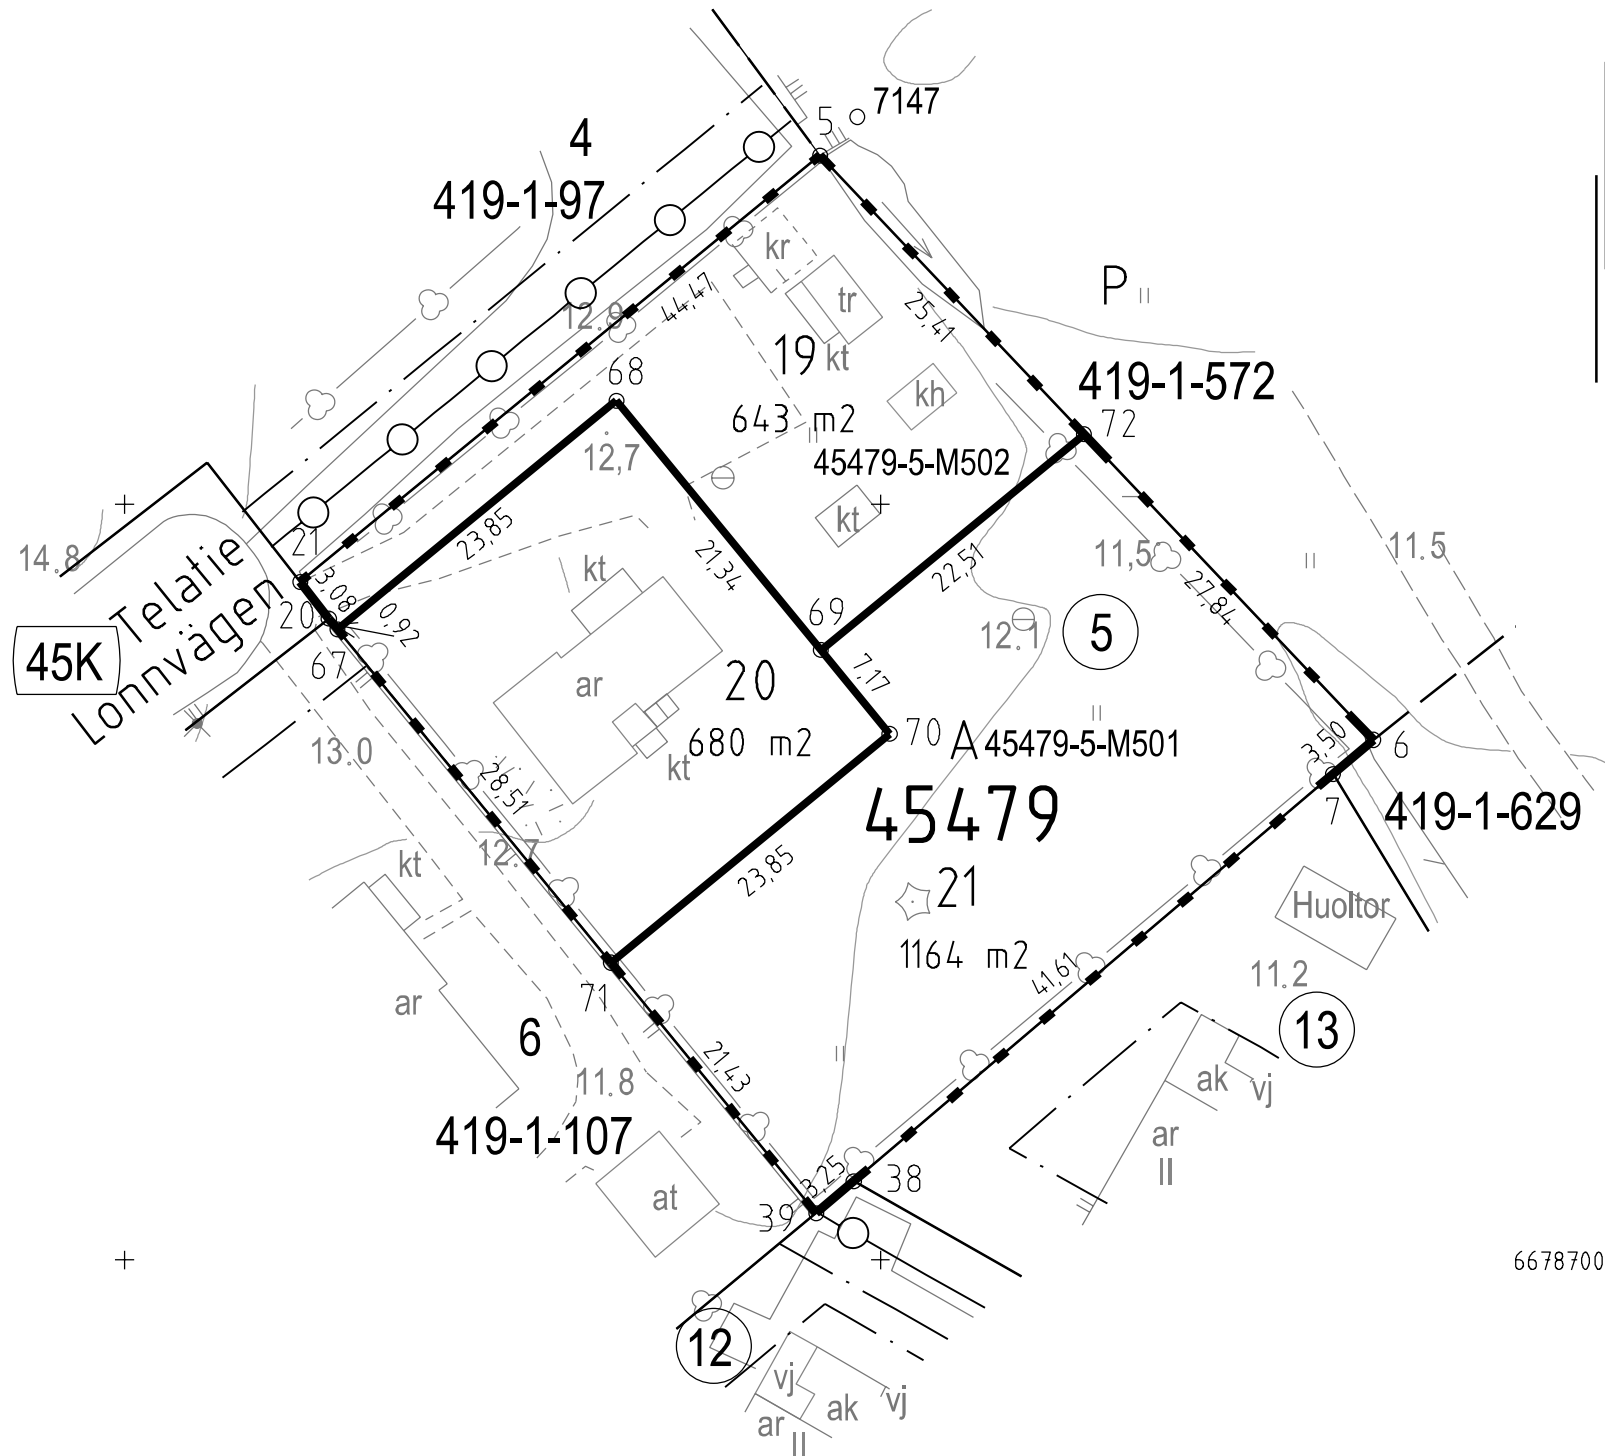 5
7147
4
419-1-97
kr
tr
P
44,47
25,41
12.9
19
kt
68
419-1-572
kh
643 m2
72
12,7
45479-5-M502
kt
23,85
21
14.8
Telatie
Lonnvägen
45K
3,08
0,92
20
67
kt
21,34
22,51
11,5
11.5
27,84
69
12.1
5
ar
20
7,17
680 m2
kt
70
A
45479-5-M501
13.0
3,50
6
7
28,51
45479
419-1-629
12.7
kt
23,85
21
Huoltor
1164 m2
41,61
11.2
ar
71
6
13
11.8
21,43
ak
vj
419-1-107
ar
II
at
3,25
38
39
6678700
12
vj
ak
vj
ar
II